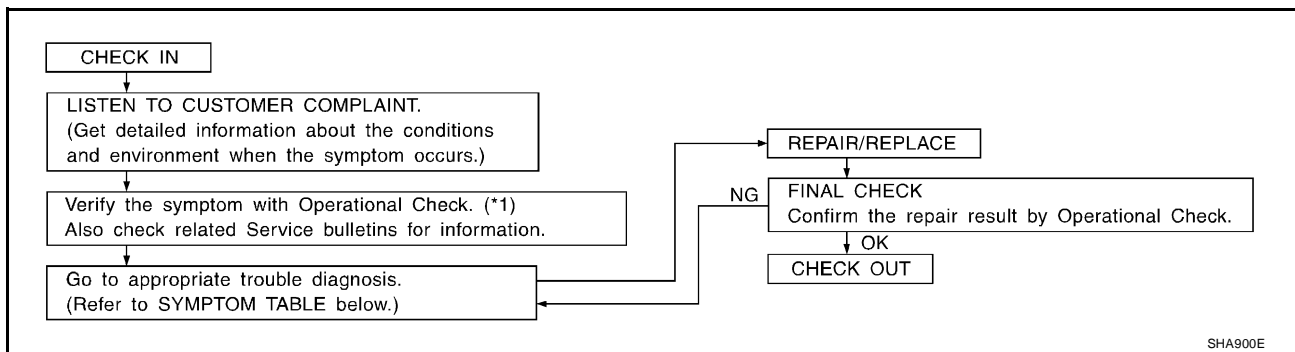 CHECK IN
LISTEN TO CUSTOMER COMPLAINT.
(Get detailed information about the conditions
and environment when the symptom occurs.)
Verify the symptom with Operational Check. (*1)
Also check related Service bulletins for information.
Go to appropriate trouble diagnosis.
(Refer to SYMPTOM TABLE below.)
REPAIR/REPLACE
NG
FINAL CHECK
Confirm the repair result by Operational Check.
OK
CHECK OUT
SHA900E